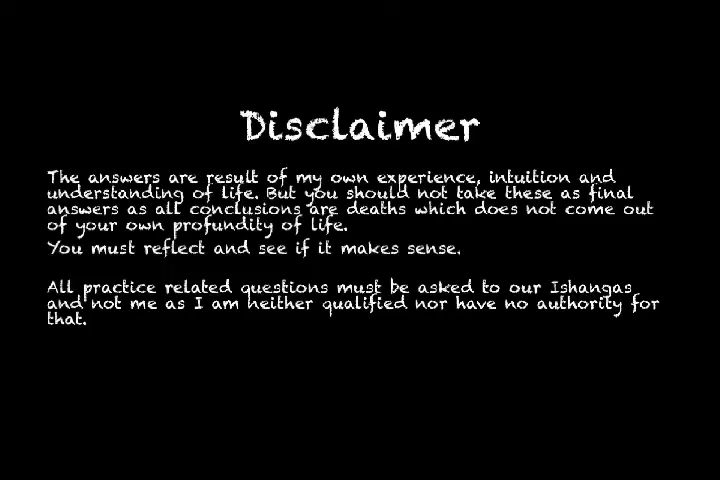 Disclaimer
The answers are result of my own experience, intuition and
understanding of life. But you should not take these as final
answers as all conclusions are deaths which does not come out
of your own profundity of life.
You must reflect and see if it makes sense.
All practice related questions must be asked to our Ishangas
and not me as I am neither qualified nor have no authority for
that.